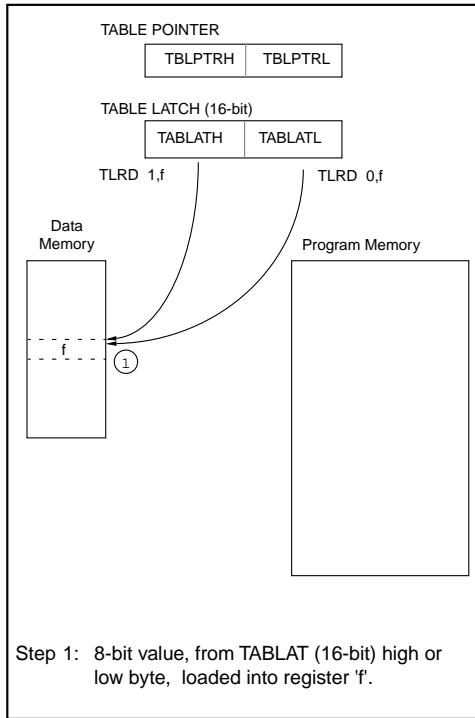 TABLE POINTER
TBLPTRH TBLPTRL
TABLE LATCH (16-bit)
TABLATH TABLATL
TLRD 1,f TLRD 0,f
Data
Memory
Program Memory
f
1
Step 1: 8-bit value, from TABLAT (16-bit) high or
low byte, loaded into register 'f'.